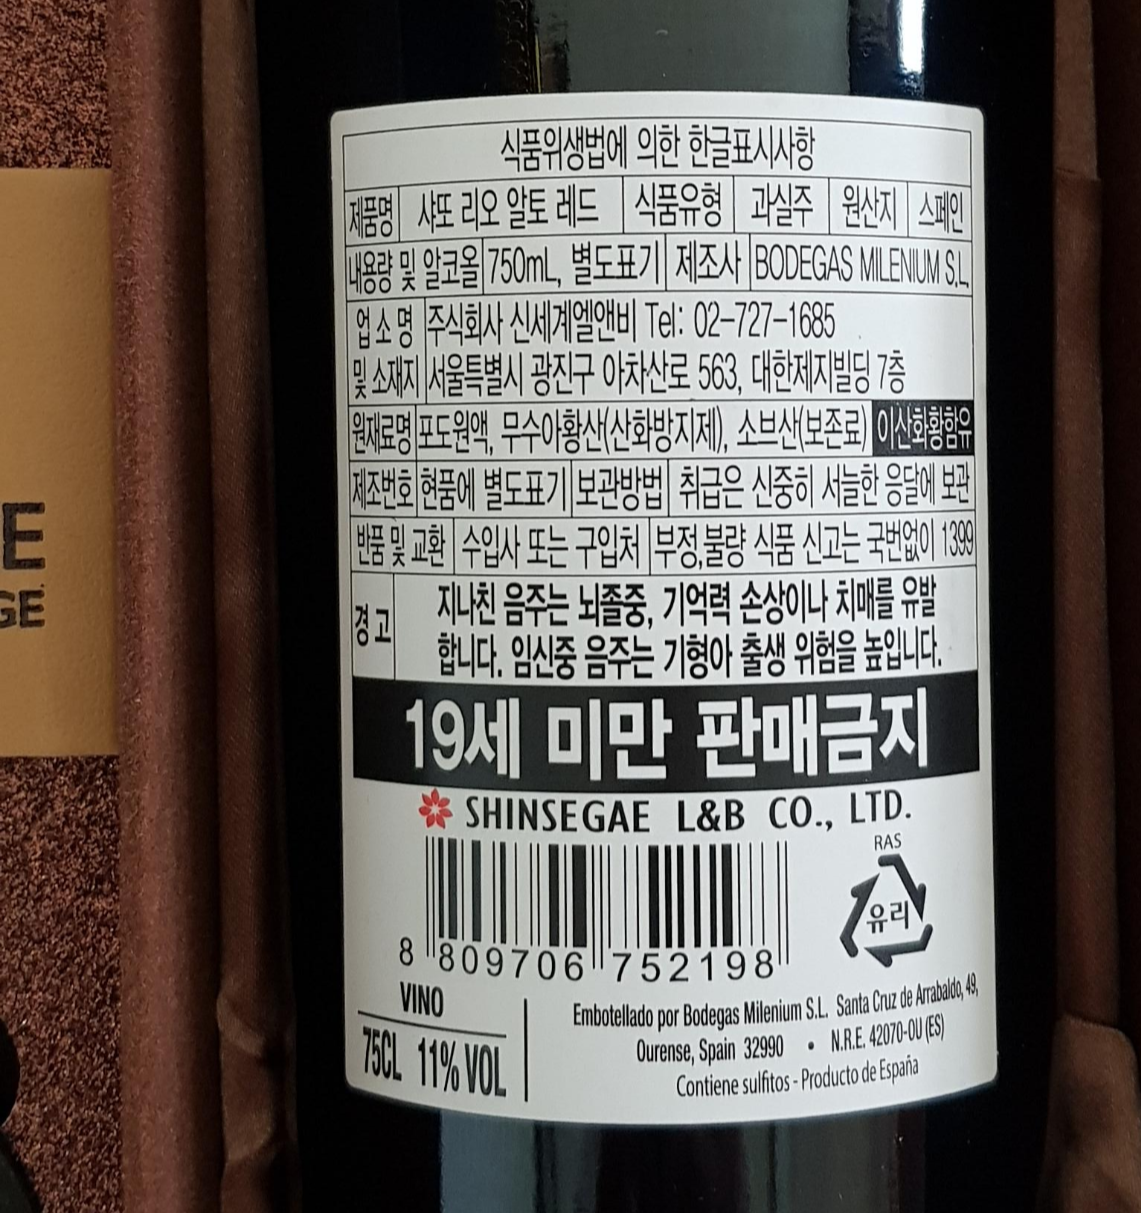 식품위생법에 의한 한글표시사항
제품명 샤또 리오 알토 레드 식품유형 과실주 원산지 스페인
내용량 및 알코올 750mL, 별도표기 제조사 BODEGAS MILENIUM S.L.
업 소 명 주식회사 신세계엘앤비 Tel: 02-727-1685
및 소재지 서울특별시 광진구 아차산로 563, 대한제지빌딩 7층
원재료명 포도원액, 무수아황산(산화방지제), 소브산(보존료) 이산화황함유
제조번호 현품에 별도표기 보관방법 취급은 신중히 서늘한 응달에 보관
반품 및 교환 수입사 또는 구입처 부정,불량 식품 신고는 국번없이 1399
경고 지나친 음주는 뇌졸중, 기억력 손상이나 치매를 유발
합니다. 임신중 음주는 기형아 출생 위험을 높입니다.
19세 미만 판매금지
SHINSEGAE L&B CO., LTD.
RAS
유리
8 809706 752198
VINO
75CL 11% VOL
Embotellado por Bodegas Milenium S.L. Santa Cruz de Arrabaldo, 49,
Ourense, Spain 32990 • N.R.E. 42070-OU (ES)
Contiene sulfitos - Producto de España
E
GE.